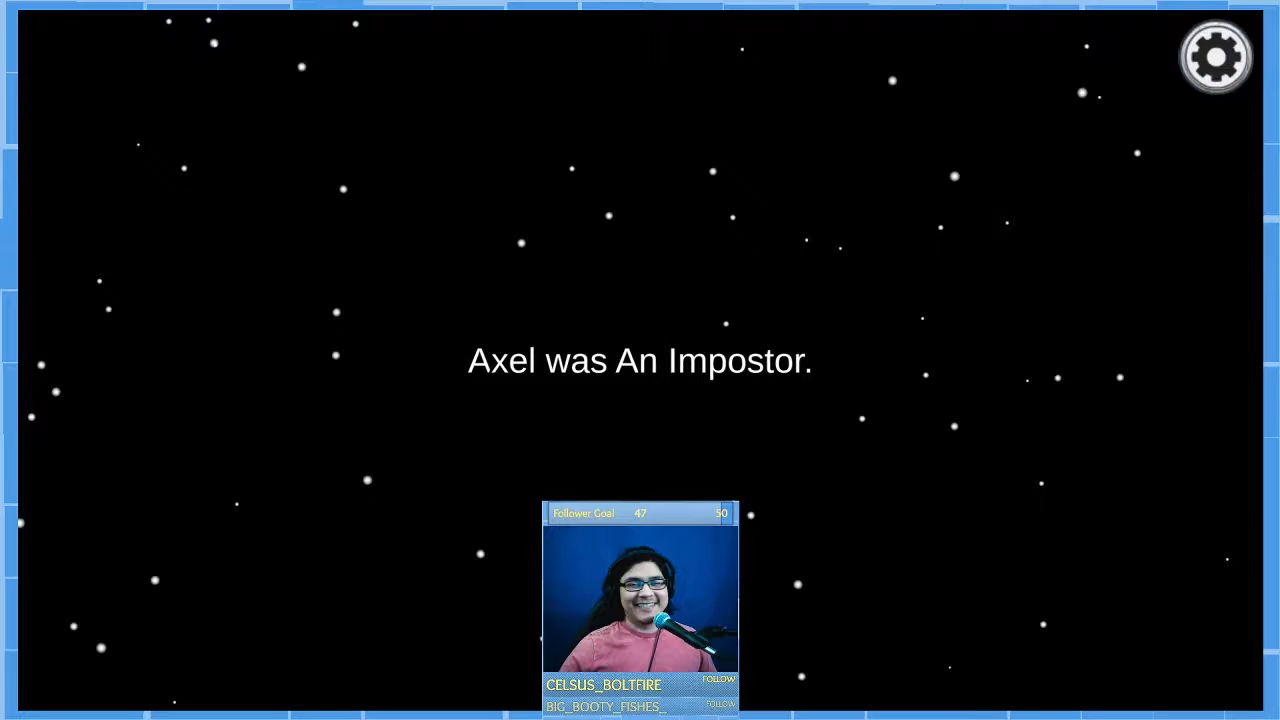 Axel was An Impostor.
Follower Goal 47 50
CELSUS_BOLTFIRE FOLLOW
BIG_BOOTY_FISHES_ FOLLOW